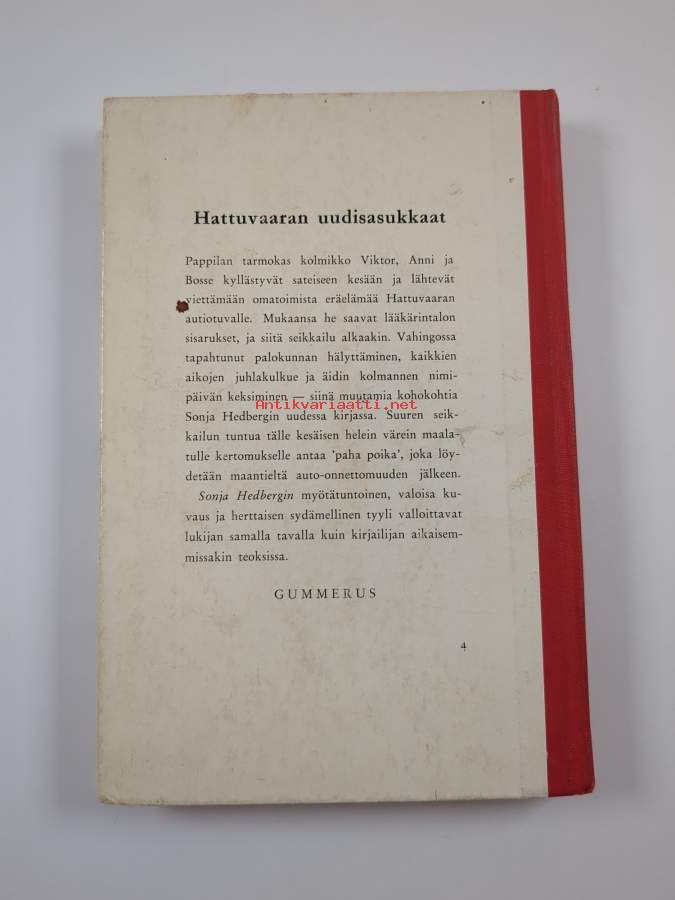 Hattuvaaran uudisasukkaat
Pappilan tarmokas kolmikko Viktor, Anni ja
Bosse kyllästyvät sateiseen kesään ja lähtevät
viettämään omatoimista eräelämää Hattuvaaran
autiotuvalle. Mukaansa he saavat lääkärintalon
sisarukset, ja siitä seikkailu alkaakin. Vahingossa
tapahtunut palokunnan hälyttäminen, kaikkien
aikojen juhlakulkue ja äidin kolmannen nimi-
päivän keksiminen — siinä muutamia kohokohtia
Antikvariaatti.net
Sonja Hedbergin uudessa kirjassa. Suuren seik-
kailun tuntua tälle kesäisen helein värein maala-
tulle kertomukselle antaa ’paha poika’, joka löy-
detään maantieltä auto-onnettomuuden jälkeen.
Sonja Hedbergin myötätuntoinen, valoisa ku-
vaus ja herttaisen sydämellinen tyyli valloittavat
lukijan samalla tavalla kuin kirjailijan aikaisem-
missakin teoksissa.
GUMMERUS
4